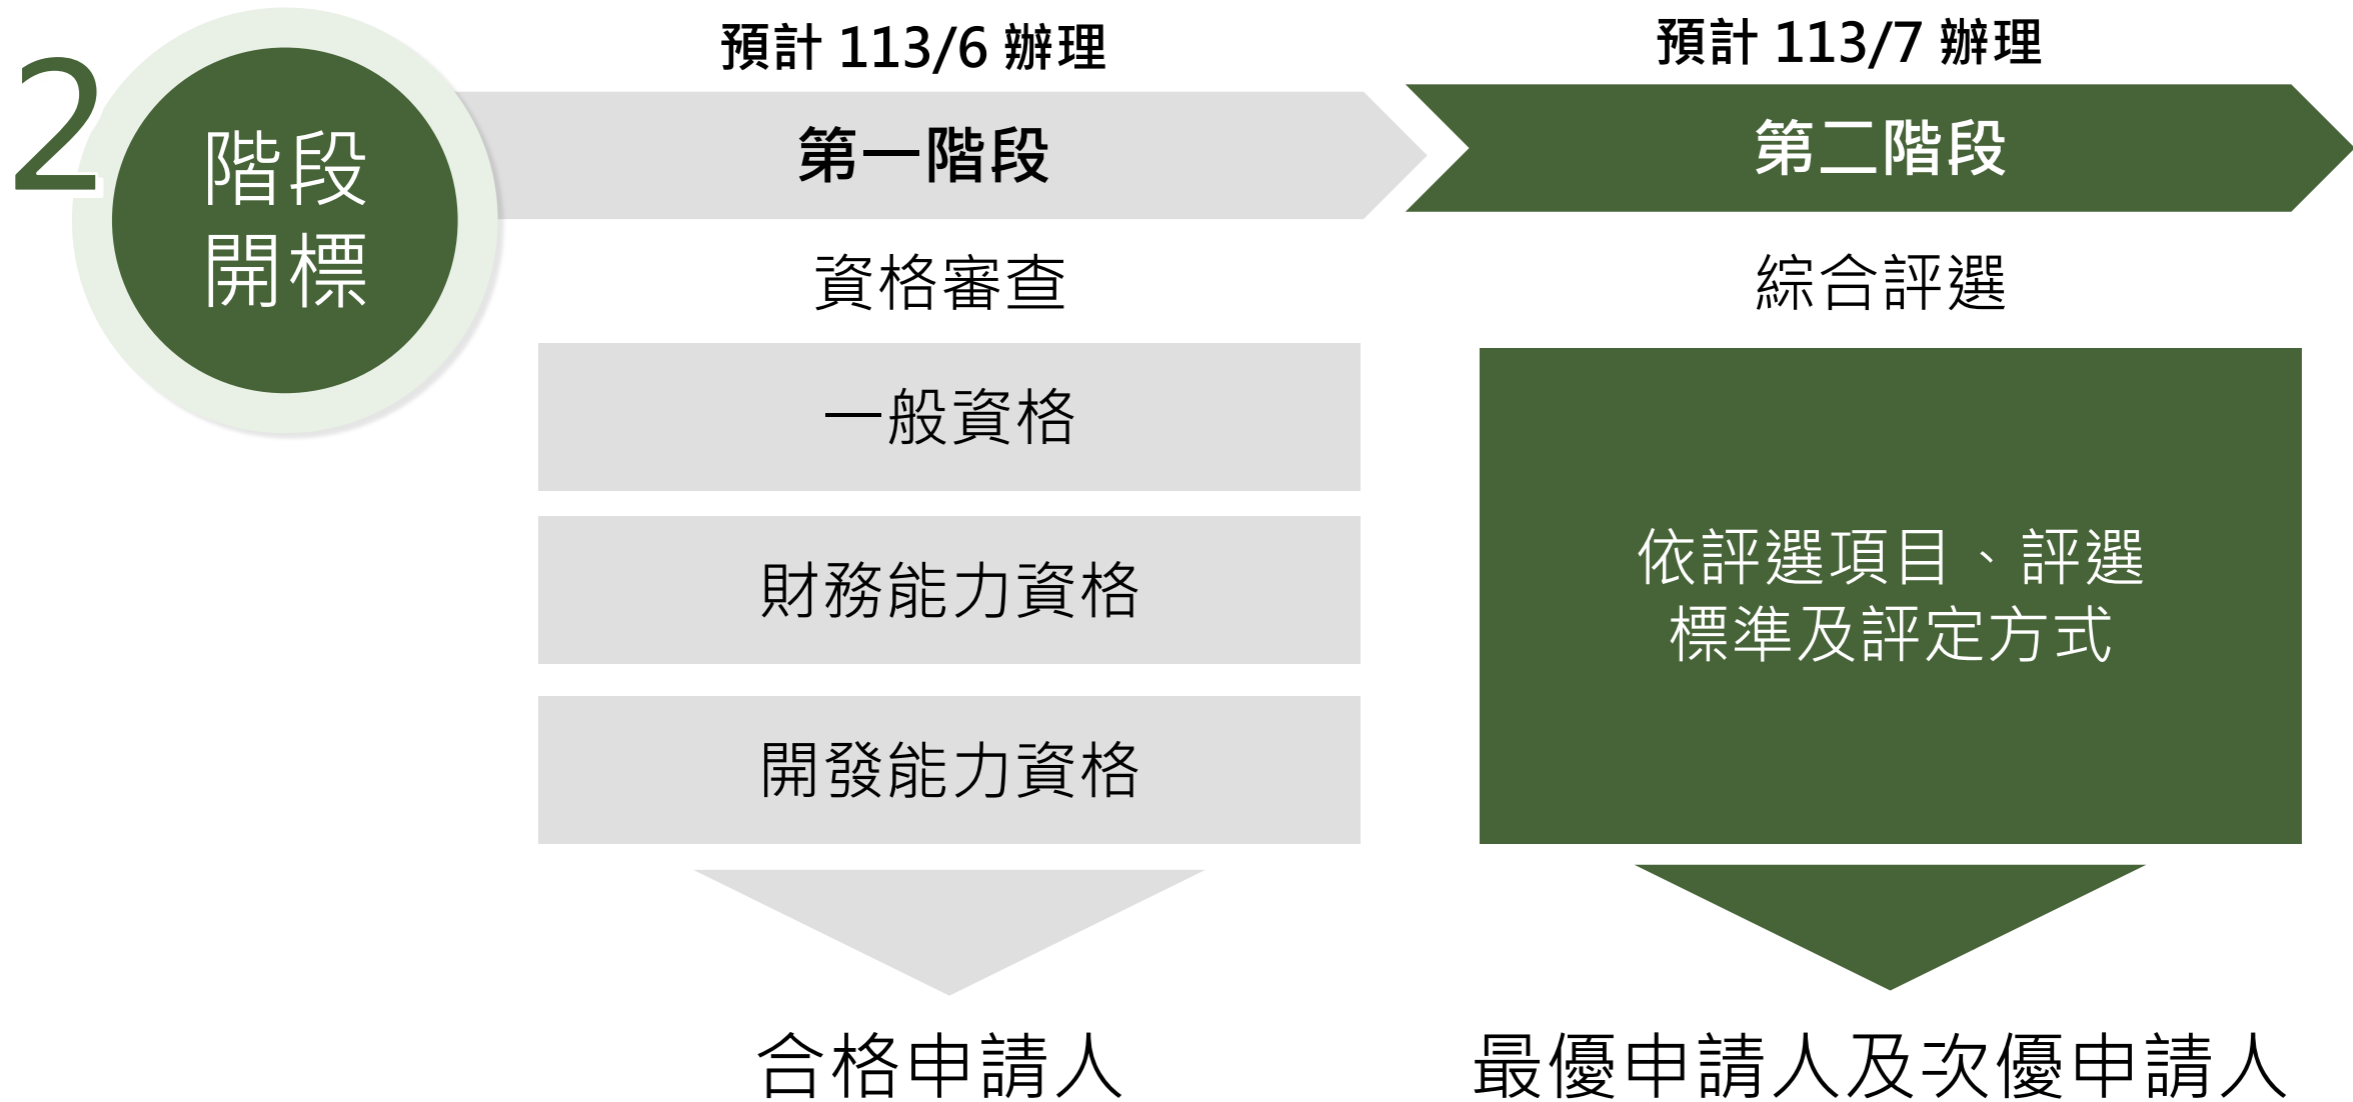 2
階段
開標
預計 113/6 辦理
第一階段
資格審查
一般資格
財務能力資格
開發能力資格
合格申請人
預計 113/7 辦理
第二階段
綜合評選
依評選項目、評選
標準及評定方式
最優申請人及次優申請人